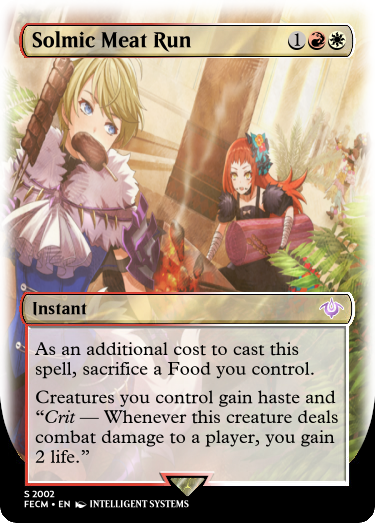 Solmic Meat Run 1
Instant
As an additional cost to cast this
spell, sacrifice a Food you control.
Creatures you control gain haste and
“Crit — Whenever this creature deals
combat damage to a player, you gain
2 life.”
S 2002
FECM • EN INTELLIGENT SYSTEMS